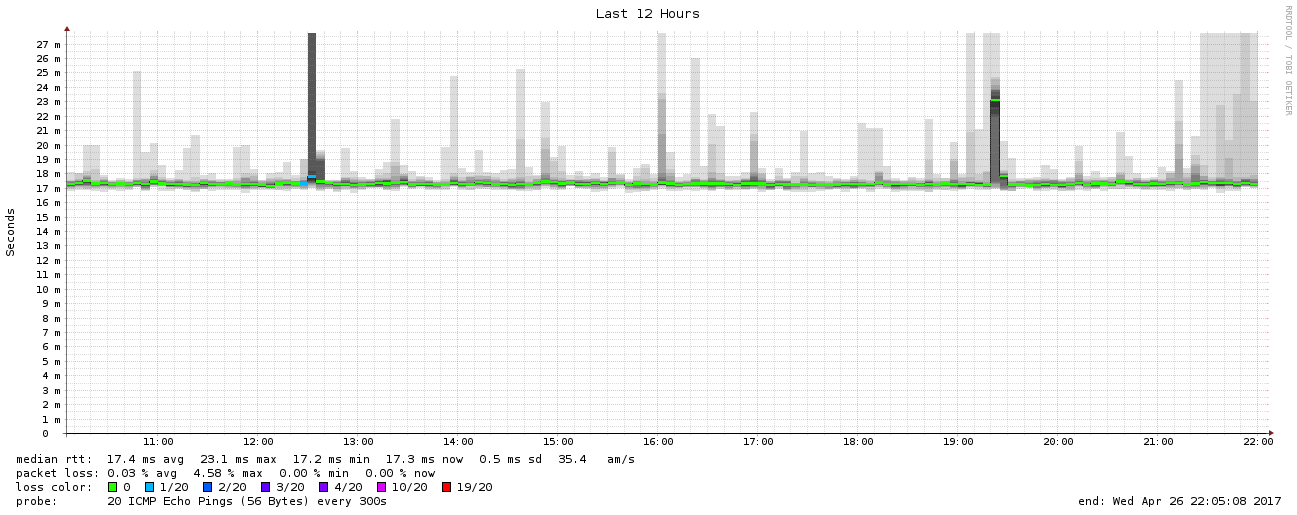 Last 12 Hours
RRDTOOL / TOBI OETIKER
Seconds
27 m
26 m
25 m
24 m
23 m
22 m
21 m
20 m
19 m
18 m
17 m
16 m
15 m
14 m
13 m
12 m
11 m
10 m
9 m
8 m
7 m
6 m
5 m
4 m
3 m
2 m
1 m
0
11:00 12:00 13:00 14:00 15:00 16:00 17:00 18:00 19:00 20:00 21:00 22:00
median rtt: 17.4 ms avg 23.1 ms max 17.2 ms min 17.3 ms now 0.5 ms sd 35.4 am/s
packet loss: 0.03 % avg 4.58 % max 0.00 % min 0.00 % now
loss color: 0 1/20 2/20 3/20 4/20 10/20 19/20
probe: 20 ICMP Echo Pings (56 Bytes) every 300s end: Wed Apr 26 22:05:08 2017